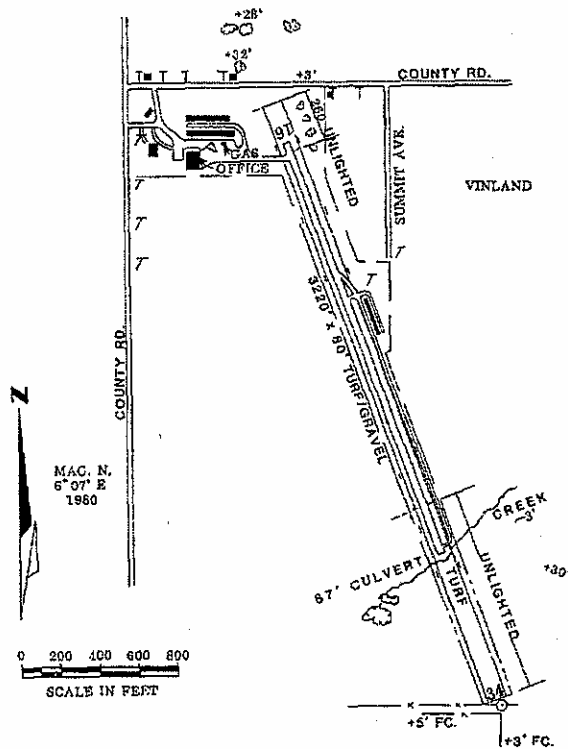 +28'
+32'
+3'
COUNTY RD.
260'
UNLIGHTED
16
GAS
OFFICE
SUMMIT AVE.
VINLAND
3220' x 80' TURF/GRAVEL
COUNTY RD.
N
MAG. N.
6°07' E
1980
CREEK
-3'
67' CULVERT
TURF
UNLIGHTED
+30
0 200 400 600 800
SCALE IN FEET
34
+5' FC.
+3' FC.